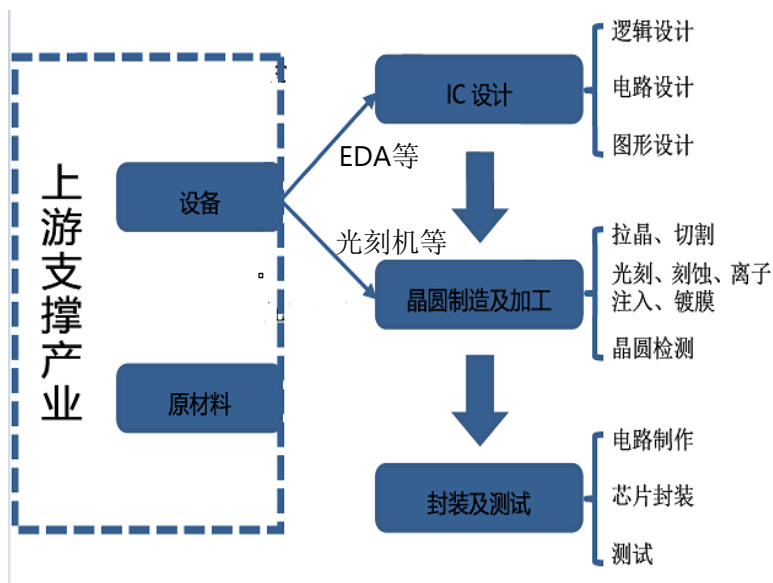 上游支撑产业
设备
原材料
EDA等
光刻机等
IC 设计
逻辑设计
电路设计
图形设计
晶圆制造及加工
拉晶、切割
光刻、刻蚀、离子
注入、镀膜
晶圆检测
封装及测试
电路制作
芯片封装
测试